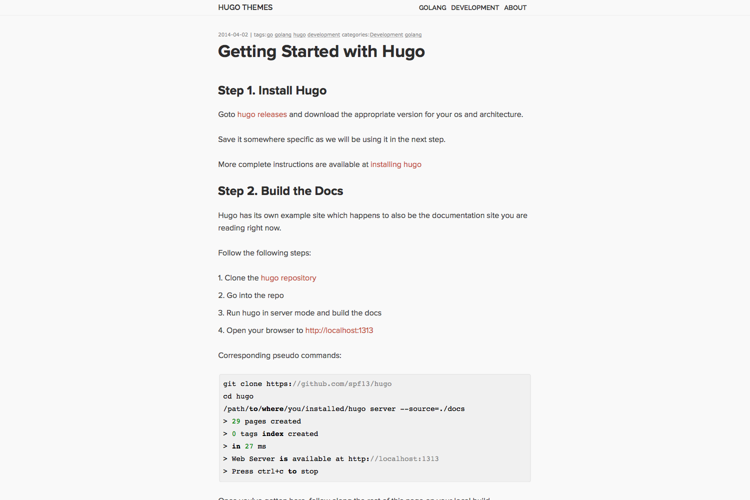 HUGO THEMES
GOLANG DEVELOPMENT ABOUT
2014-04-02 | tags: go golang hugo development categories: Development golang
Getting Started with Hugo
Step 1. Install Hugo
Goto hugo releases and download the appropriate version for your os and architecture.
Save it somewhere specific as we will be using it in the next step.
More complete instructions are available at installing hugo
Step 2. Build the Docs
Hugo has its own example site which happens to also be the documentation site you are
reading right now.
Follow the following steps:
1. Clone the hugo repository
2. Go into the repo
3. Run hugo in server mode and build the docs
4. Open your browser to http://localhost:1313
Corresponding pseudo commands:
git clone https://github.com/spf13/hugo
cd hugo
/path/to/where/you/installed/hugo server --source=./docs
> 29 pages created
> 0 tags index created
> in 27 ms
> Web Server is available at http://localhost:1313
> Press ctrl+c to stop